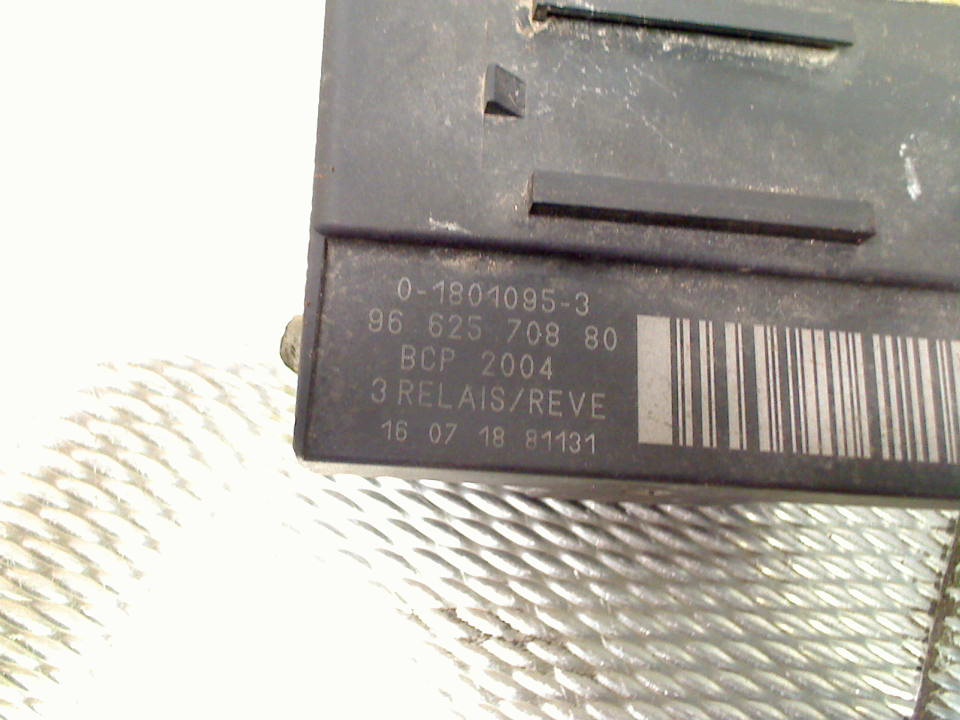 0-1801095-3
96 625 708 80
BCP 2004
3 RELAIS/REVE
16 07 18 81131